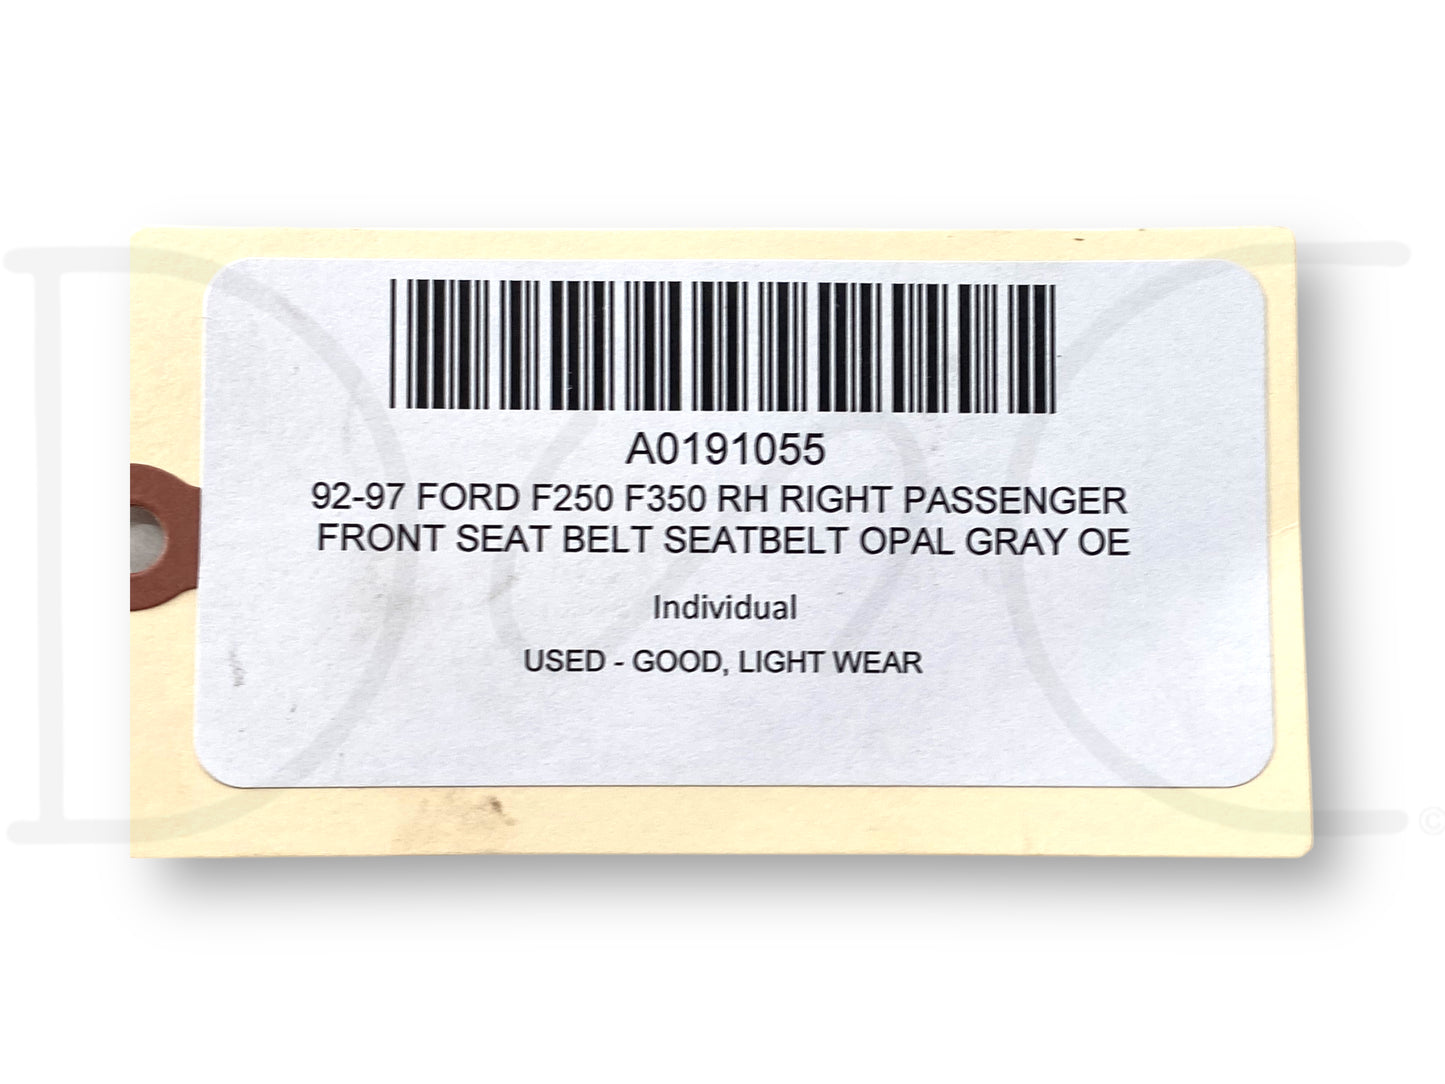 A0191055
92-97 FORD F250 F350 RH RIGHT PASSENGER
FRONT SEAT BELT SEATBELT OPAL GRAY OE
Individual
USED - GOOD, LIGHT WEAR
©